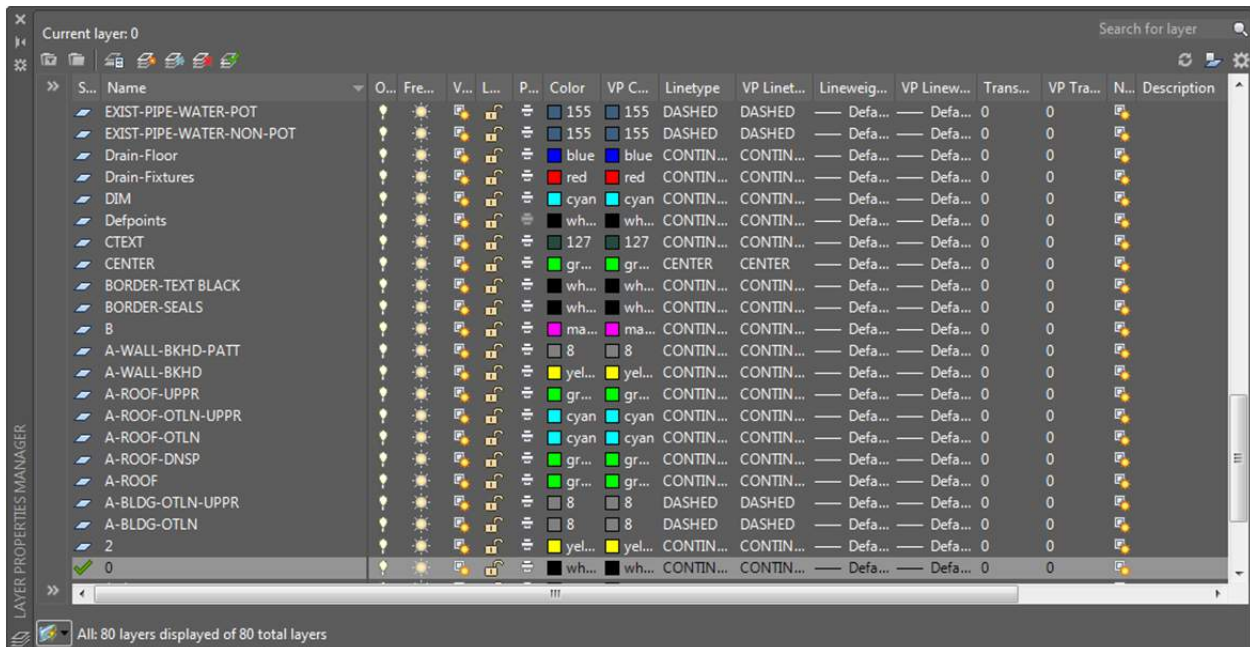 Current layer: 0
Search for layer
S... Name O... Fre... V... L... P... Color VP C... Linetype VP Linet... Lineweig... VP Linew... Trans... VP Tra... N... Description
EXIST-PIPE-WATER-POT 155 155 DASHED DASHED Defa... Defa... 0 0
EXIST-PIPE-WATER-NON-POT 155 155 DASHED DASHED Defa... Defa... 0 0
Drain-Floor blue blue CONTIN... CONTIN... Defa... Defa... 0 0
Drain-Fixtures red red CONTIN... CONTIN... Defa... Defa... 0 0
DIM cyan cyan CONTIN... CONTIN... Defa... Defa... 0 0
Defpoints wh... wh... CONTIN... CONTIN... Defa... Defa... 0 0
CTEXT 127 127 CONTIN... CONTIN... Defa... Defa... 0 0
CENTER gr... gr... CENTER CENTER Defa... Defa... 0 0
BORDER-TEXT BLACK wh... wh... CONTIN... CONTIN... Defa... Defa... 0 0
BORDER-SEALS wh... wh... CONTIN... CONTIN... Defa... Defa... 0 0
B ma... ma... CONTIN... CONTIN... Defa... Defa... 0 0
A-WALL-BKHD-PATT 8 8 CONTIN... CONTIN... Defa... Defa... 0 0
A-WALL-BKHD yel... yel... CONTIN... CONTIN... Defa... Defa... 0 0
A-ROOF-UPPR gr... gr... CONTIN... CONTIN... Defa... Defa... 0 0
A-ROOF-OTLN-UPPR cyan cyan CONTIN... CONTIN... Defa... Defa... 0 0
A-ROOF-OTLN cyan cyan CONTIN... CONTIN... Defa... Defa... 0 0
A-ROOF-DNSP gr... gr... CONTIN... CONTIN... Defa... Defa... 0 0
A-ROOF gr... gr... CONTIN... CONTIN... Defa... Defa... 0 0
A-BLDG-OTLN-UPPR 8 8 DASHED DASHED Defa... Defa... 0 0
A-BLDG-OTLN 8 8 DASHED DASHED Defa... Defa... 0 0
2 yel... yel... CONTIN... CONTIN... Defa... Defa... 0 0
0 wh... wh... CONTIN... CONTIN... Defa... Defa... 0 0
All: 80 layers displayed of 80 total layers
LAYER PROPERTIES MANAGER